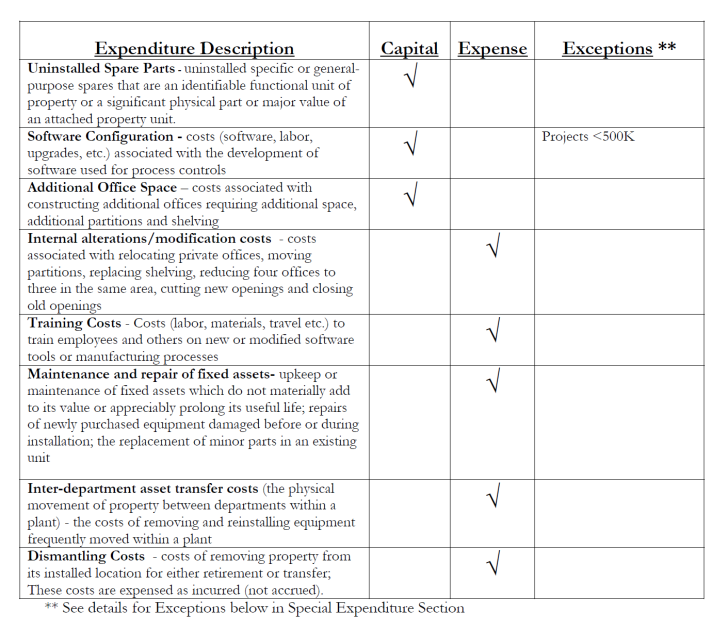 Expenditure Description Capital Expense Exceptions **
Uninstalled Spare Parts - uninstalled specific or general-
purpose spares that are an identifiable functional unit of
property or a significant physical part or major value of
an attached property unit.
√
Software Configuration - costs (software, labor,
upgrades, etc.) associated with the development of
software used for process controls
√
Projects <500K
Additional Office Space – costs associated with
constructing additional offices requiring additional space,
additional partitions and shelving
√
Internal alterations/modification costs - costs
associated with relocating private offices, moving
partitions, replacing shelving, reducing four offices to
three in the same area, cutting new openings and closing
old openings
√
Training Costs - Costs (labor, materials, travel etc.) to
train employees and others on new or modified software
tools or manufacturing processes
√
Maintenance and repair of fixed assets- upkeep or
maintenance of fixed assets which do not materially add
to its value or appreciably prolong its useful life; repairs
of newly purchased equipment damaged before or during
installation; the replacement of minor parts in an existing
unit
√
Inter-department asset transfer costs (the physical
movement of property between departments within a
plant) - the costs of removing and reinstalling equipment
frequently moved within a plant
√
Dismantling Costs - costs of removing property from
its installed location for either retirement or transfer;
These costs are expensed as incurred (not accrued).
√
** See details for Exceptions below in Special Expenditure Section